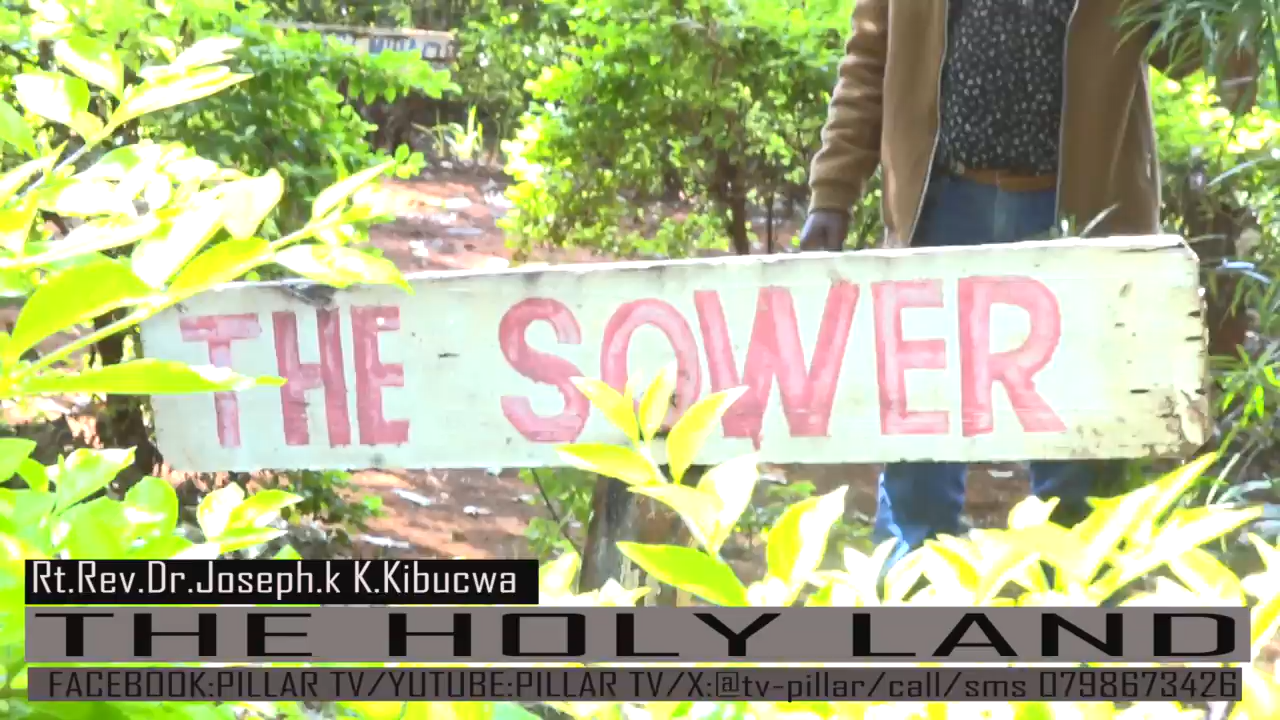 THE SOWER
Rt.Rev.Dr.Joseph.k K.Kibucwa
THE HOLY LAND
FACEBOOK:PILLAR TV/YUTUBE:PILLAR TV/X:@tv-pillar/call/sms 0798673426